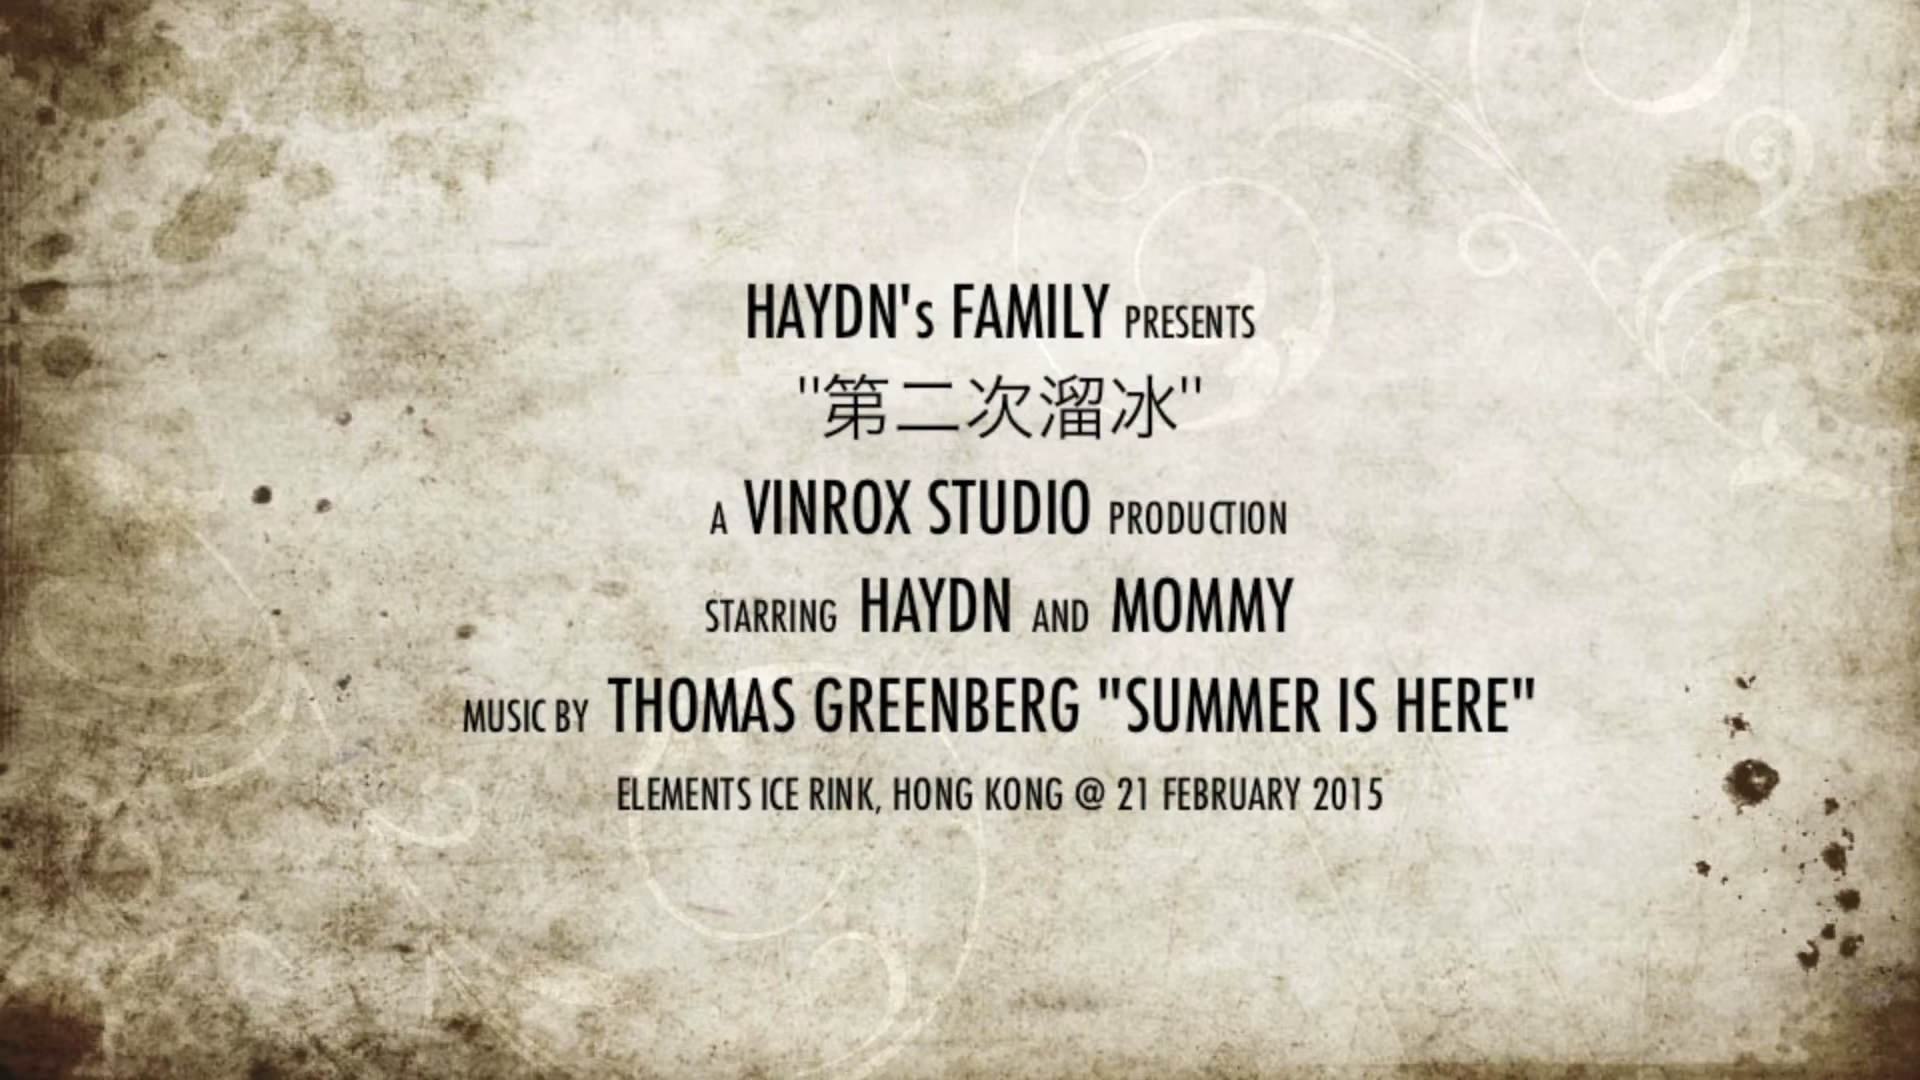 HAYDN's FAMILY PRESENTS
"第二次溜冰"
A VINROX STUDIO PRODUCTION
STARRING HAYDN AND MOMMY
MUSIC BY THOMAS GREENBERG "SUMMER IS HERE"
ELEMENTS ICE RINK, HONG KONG @ 21 FEBRUARY 2015